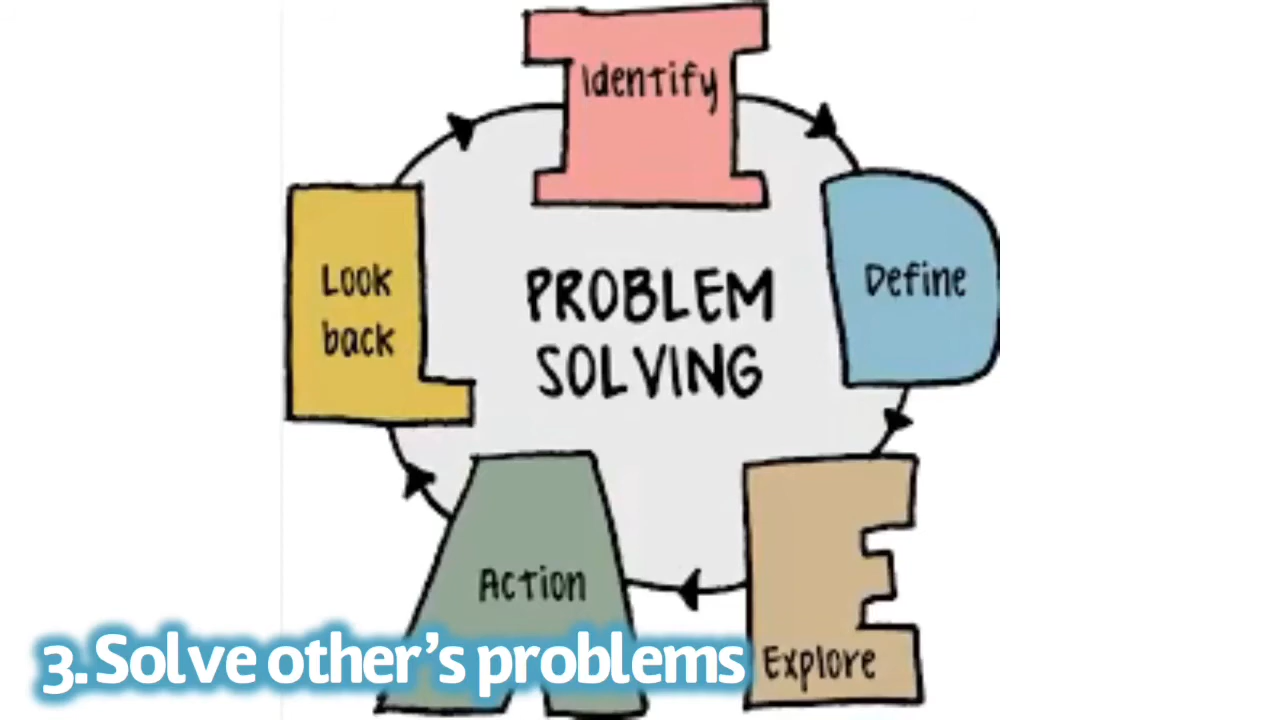 Identify
Define
Look
back
PROBLEM
SOLVING
Action
Explore
3. Solve other's problems